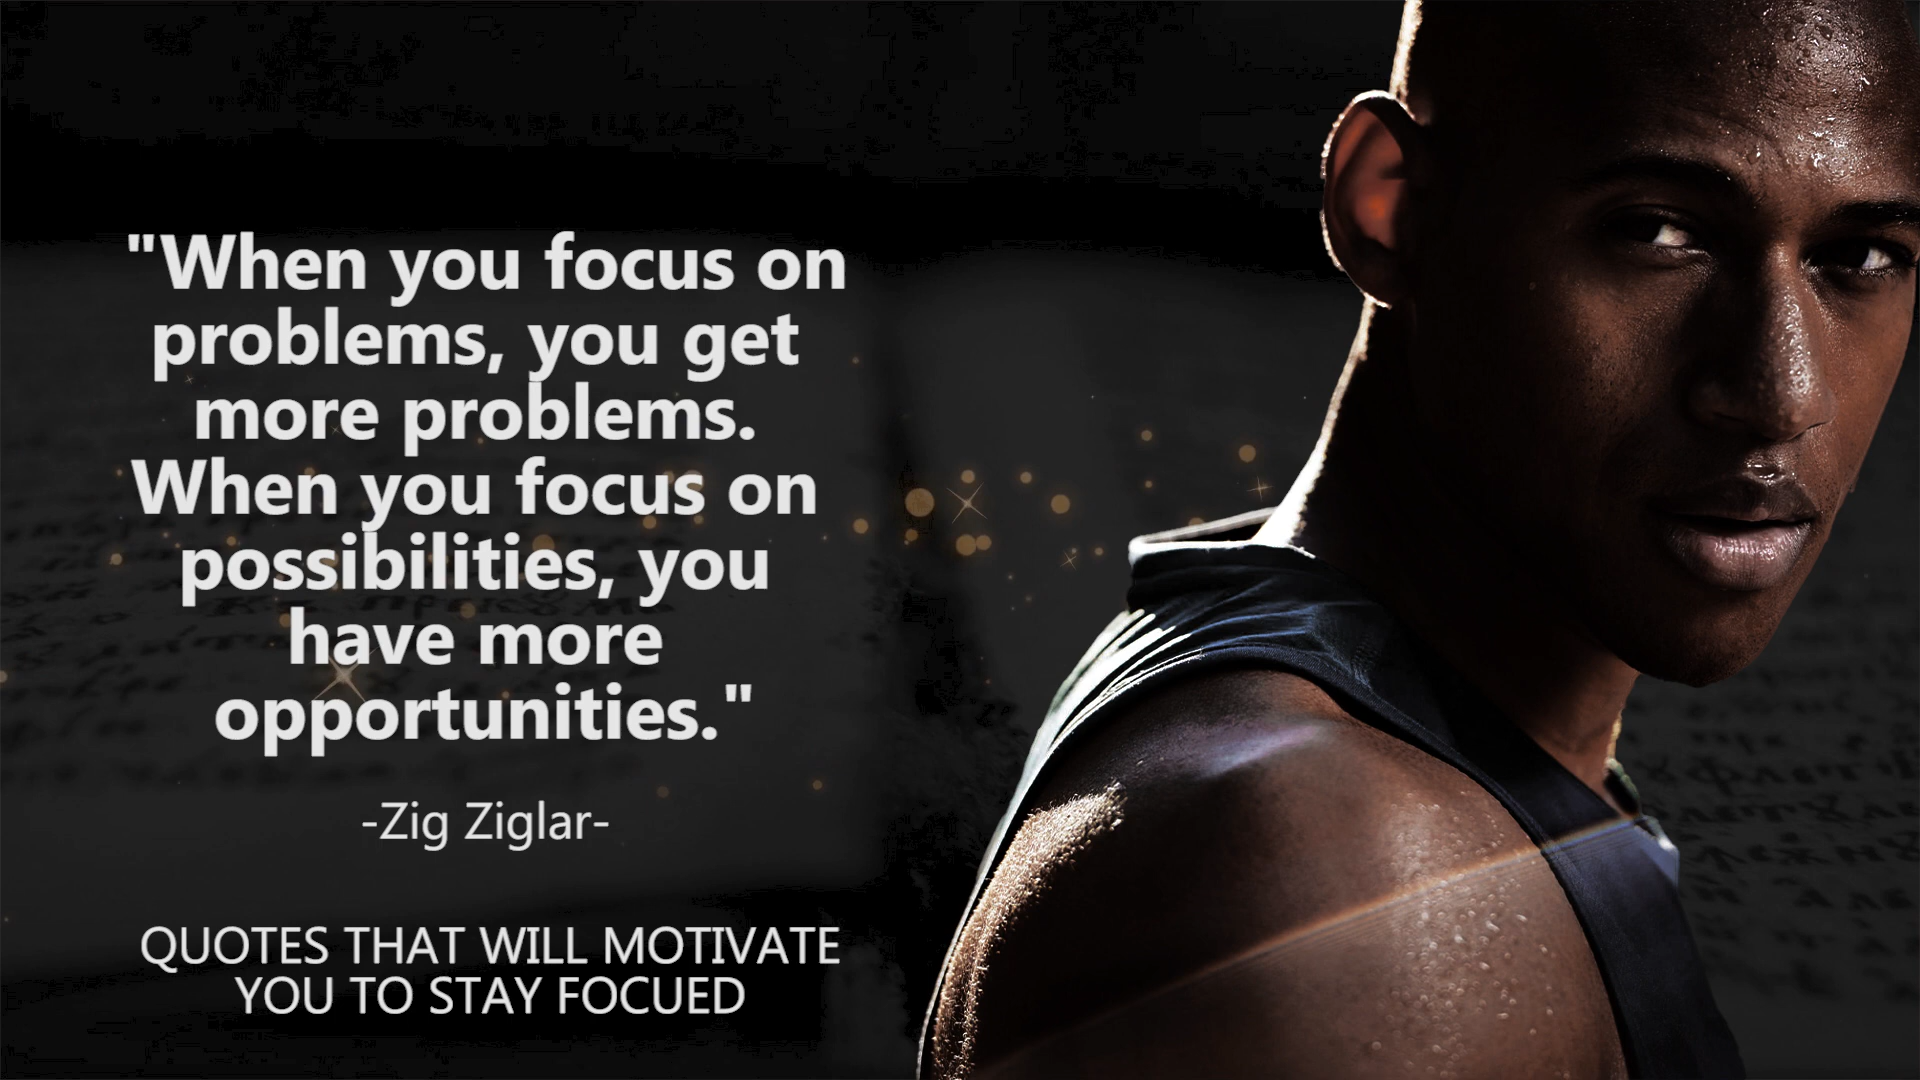 "When you focus on
problems, you get
more problems.
When you focus on
possibilities, you
have more
opportunities."
-Zig Ziglar-
QUOTES THAT WILL MOTIVATE
YOU TO STAY FOCUED